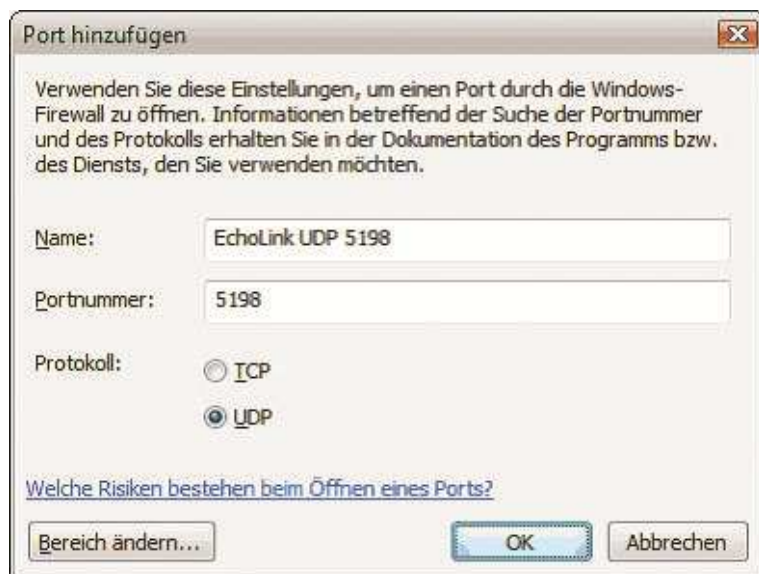 Port hinzufügen
Verwenden Sie diese Einstellungen, um einen Port durch die Windows-
Firewall zu öffnen. Informationen betreffend der Suche der Portnummer
und des Protokolls erhalten Sie in der Dokumentation des Programms bzw.
des Diensts, den Sie verwenden möchten.
Name: EchoLink UDP 5198
Portnummer: 5198
Protokoll: TCP
UDP
Welche Risiken bestehen beim Öffnen eines Ports?
Bereich ändern... OK Abbrechen